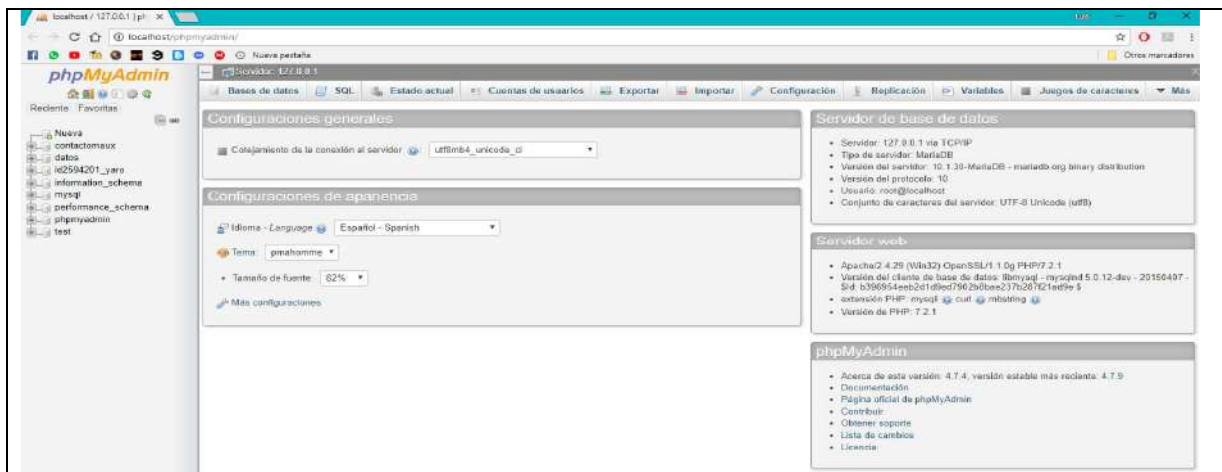 localhost / 127.0.0.1 | ph
localhost/phpmyadmin/
Nueva pestaña
Otros marcadores
phpMyAdmin
Reciente Favoritas
Nueva
contactomaux
datos
id2594201_yaro
information_schema
mysql
performance_schema
phpmyadmin
test
Servidor: 127.0.0.1
Bases de datos SQL Estado actual Cuentas de usuarios Exportar Importar Configuración Replicación Variables Juegos de caracteres Más
Configuraciones generales
Cotejamiento de la conexión al servidor utf8mb4_unicode_ci
Configuraciones de apariencia
Idioma - Language Español - Spanish
Tema: pmahomme
Tamaño de fuente 82%
Más configuraciones
Servidor de base de datos
Servidor: 127.0.0.1 via TCP/IP
Tipo de servidor: MariaDB
Versión del servidor: 10.1.30-MariaDB - mariadb.org binary distribution
Versión del protocolo: 10
Usuario: root@localhost
Conjunto de caracteres del servidor: UTF-8 Unicode (utf8)
Servidor web
Apache/2.4.29 (Win32) OpenSSL/1.1.0g PHP/7.2.1
Versión del cliente de base de datos: libmysql - mysqlnd 5.0.12-dev - 20150407 -
$Id:
extensión PHP: mysqli curl mbstring
Versión de PHP: 7.2.1
phpMyAdmin
Acerca de esta versión: 4.7.4, versión estable más reciente: 4.7.9
Documentación
Página oficial de phpMyAdmin
Contribuir
Obtener soporte
Lista de cambios
Licencia